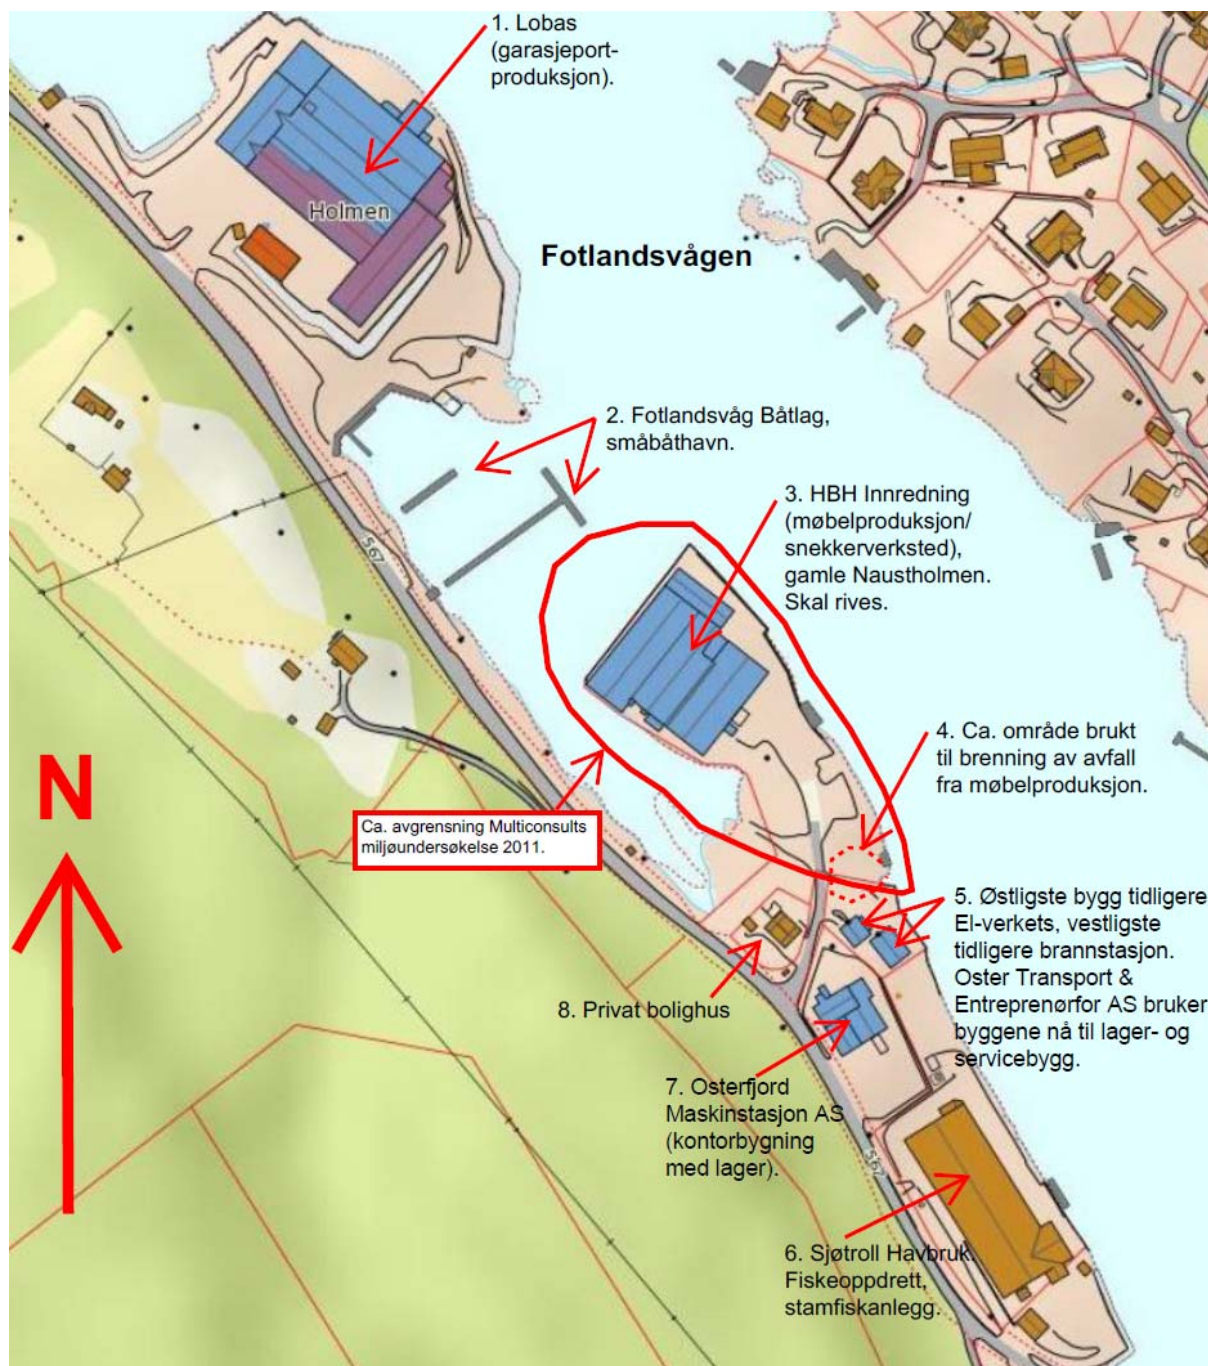 1. Lobas
(garasjeport-
produksjon).
Holmen
Fotlandsvågen
2. Fotlandsvåg Båtlag,
småbåthavn.
3. HBH Innredning
(møbelproduksjon/
snekkerverksted),
gamle Naustholmen.
Skal rives.
567
4. Ca. område brukt
til brenning av avfall
fra møbelproduksjon.
N
Ca. avgrensning Multiconsults
miljøundersøkelse 2011.
5. Østligste bygg tidligere
El-verkets, vestligste
tidligere brannstasjon.
Oster Transport &
Entreprenørfor AS bruker
byggene nå til lager- og
servicebygg.
8. Privat bolighus
7. Osterfjord
Maskinstasjon AS
(kontorbygning
med lager).
567
6. Sjøtroll Havbruk.
Fiskeoppdrett,
stamfiskanlegg.